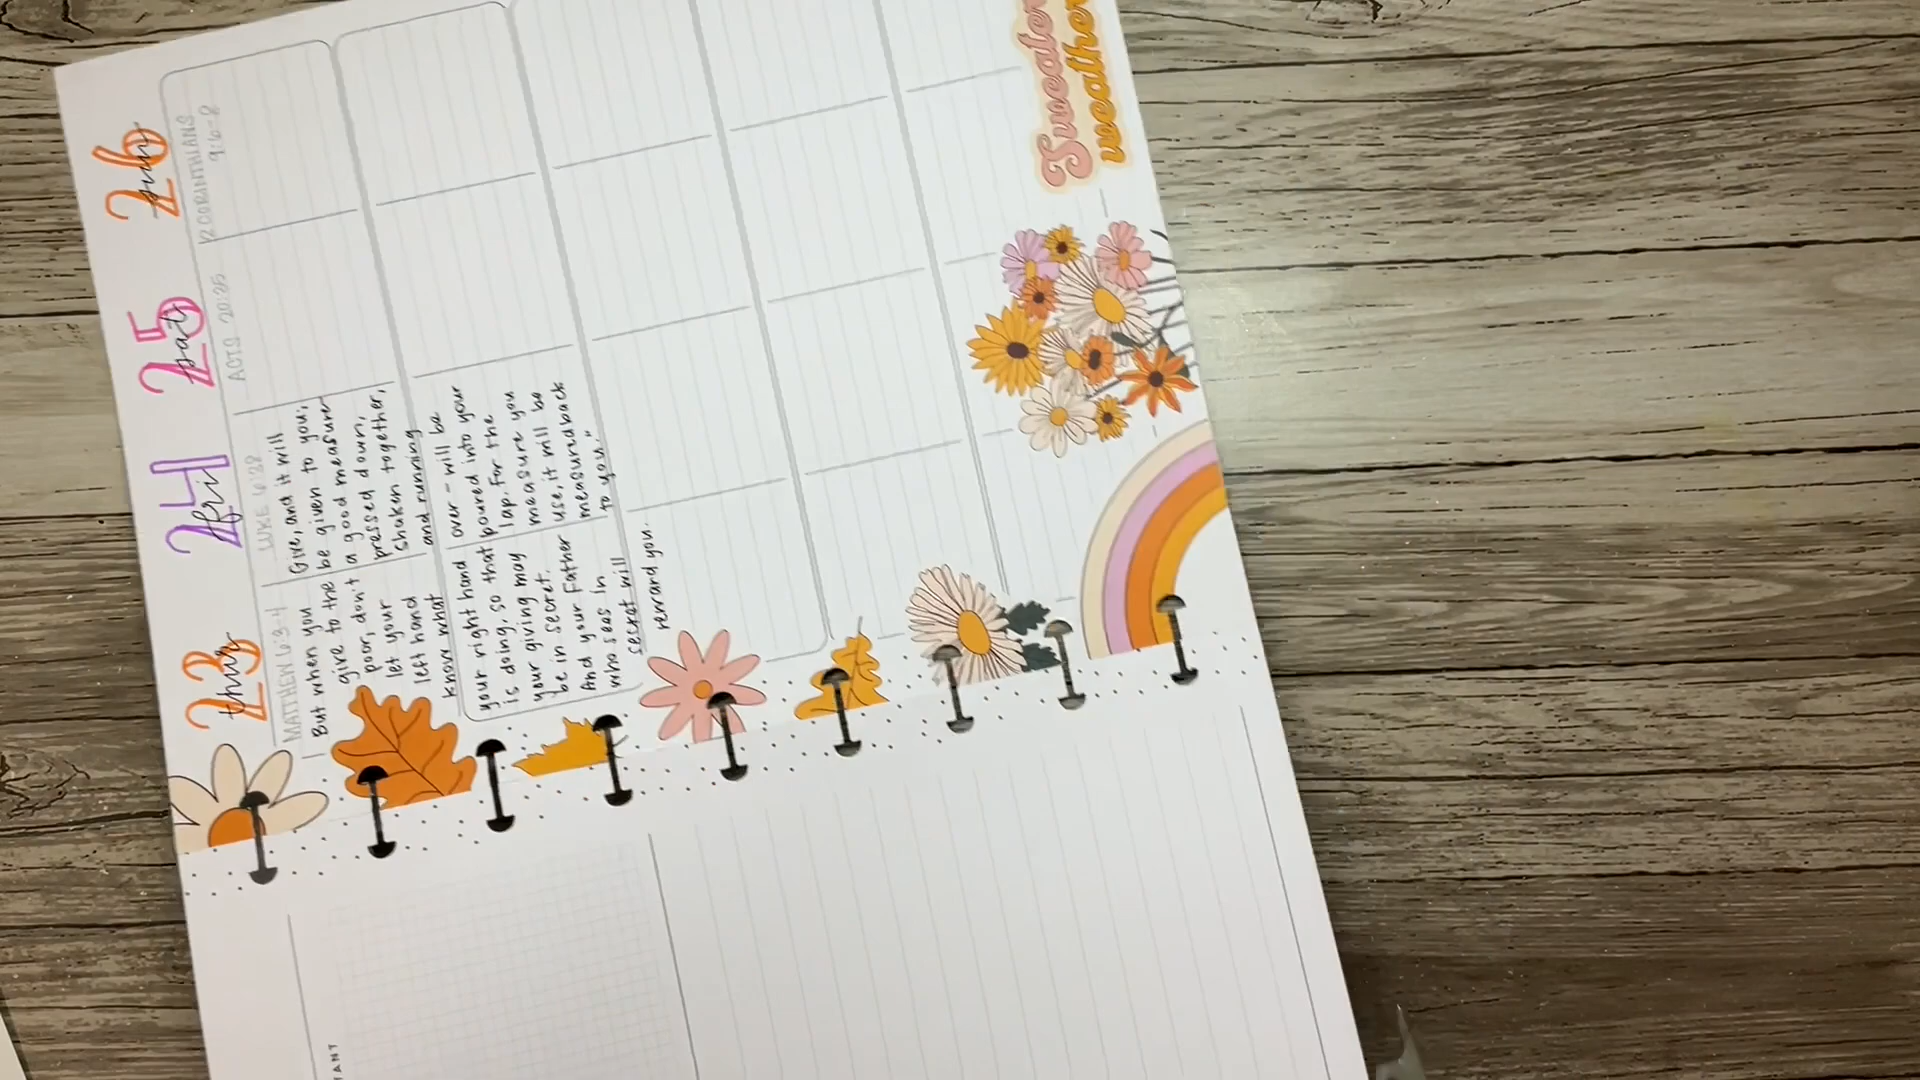 23
thur
MATTHEW 6:3-4
But when you
give to the
poor, don't
let your
left hand
know what
your right hand
is doing, so that
your giving may
be in secret.
And your Father
who sees in
secret will
reward you.
24
fri
LUKE 6:38
Give, and it will
be given to you;
a good measure-
pressed down,
shaken together,
and running
over - will be
poured into your
lap. For the
measure you
use, it will be
measured back
to you."
25
sat
ACTS 20:35
26
sun
2 CORINTHIANS
9:6-8
Sweater
weather